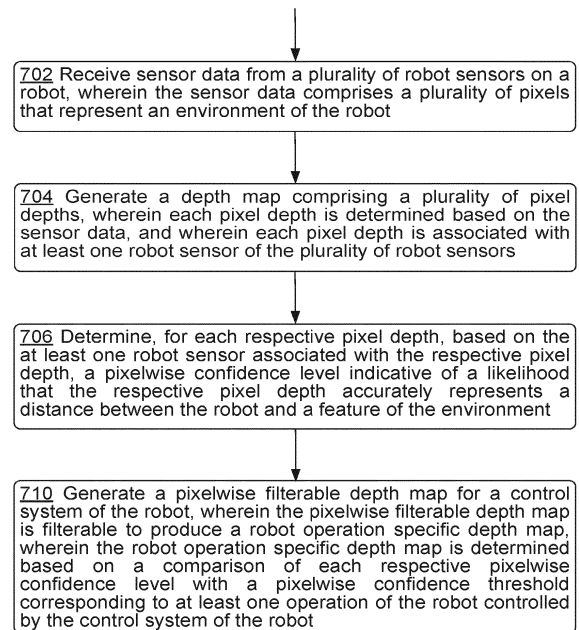 702 Receive sensor data from a plurality of robot sensors on a
robot, wherein the sensor data comprises a plurality of pixels
that represent an environment of the robot
704 Generate a depth map comprising a plurality of pixel
depths, wherein each pixel depth is determined based on the
sensor data, and wherein each pixel depth is associated with
at least one robot sensor of the plurality of robot sensors
706 Determine, for each respective pixel depth, based on the
at least one robot sensor associated with the respective pixel
depth, a pixelwise confidence level indicative of a likelihood
that the respective pixel depth accurately represents a
distance between the robot and a feature of the environment
710 Generate a pixelwise filterable depth map for a control
system of the robot, wherein the pixelwise filterable depth map
is filterable to produce a robot operation specific depth map,
wherein the robot operation specific depth map is determined
based on a comparison of each respective pixelwise
confidence level with a pixelwise confidence threshold
corresponding to at least one operation of the robot controlled
by the control system of the robot